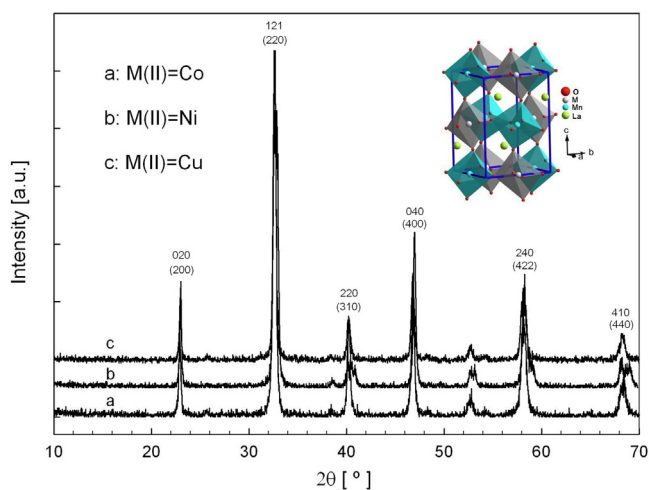 121
(220)
a: M(II)=Co
b: M(II)=Ni
c: M(II)=Cu
O
M
Mn
La
c
b
a
020
(200)
220
(310)
040
(400)
240
(422)
410
(440)
c
b
a
Intensity [a.u.]
10 20 30 40 50 60 70
2θ [ º ]